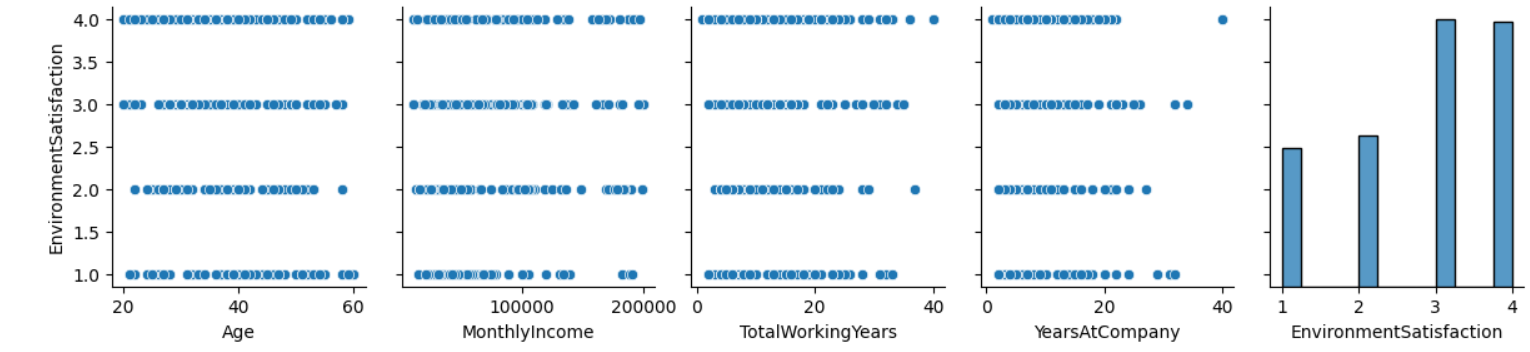 EnvironmentSatisfaction
4.0
3.5
3.0
2.5
2.0
1.5
1.0
20 40 60
Age
100000 200000
MonthlyIncome
0 20 40
TotalWorkingYears
0 20 40
YearsAtCompany
1 2 3 4
EnvironmentSatisfaction